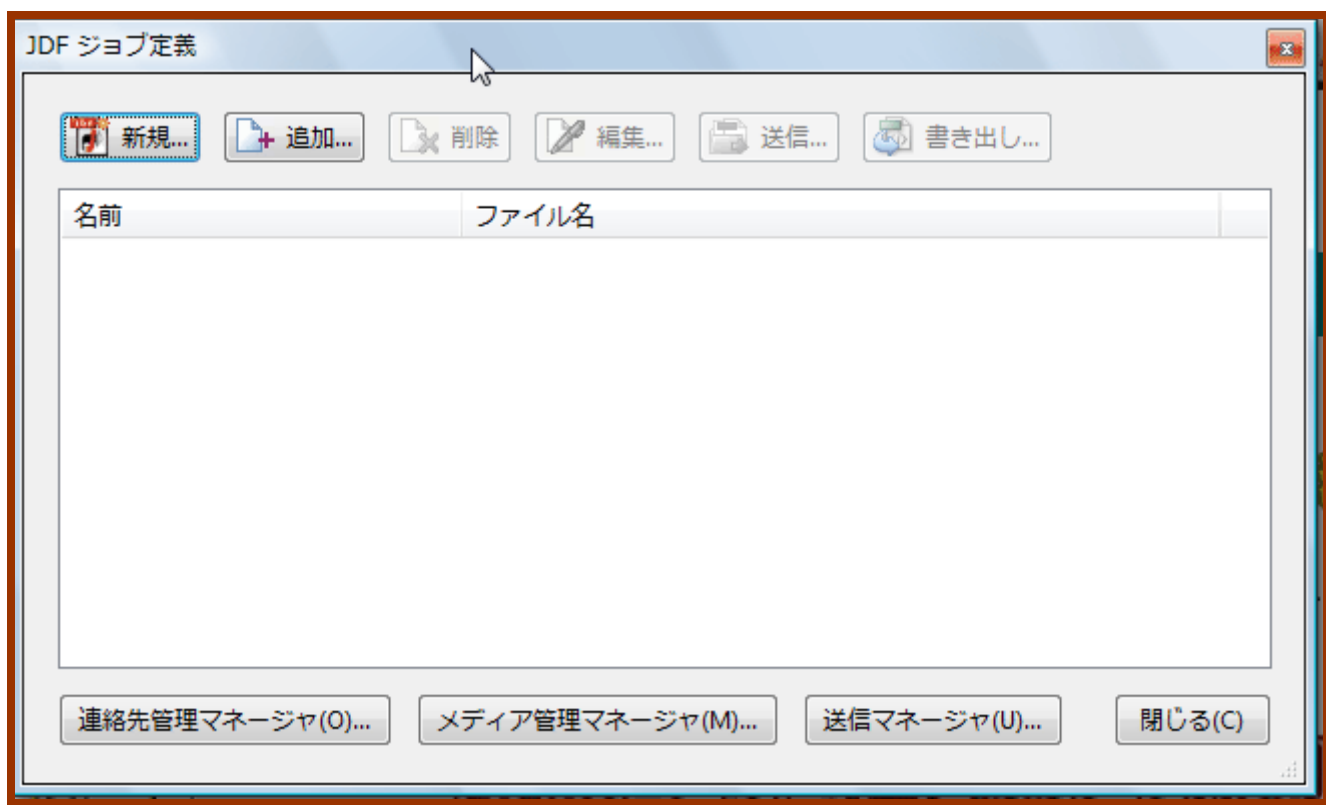 JDF ジョブ定義
新規... 追加... 削除 編集... 送信... 書き出し...
名前 ファイル名
連絡先管理マネージャ(O)... メディア管理マネージャ(M)... 送信マネージャ(U)... 閉じる(C)